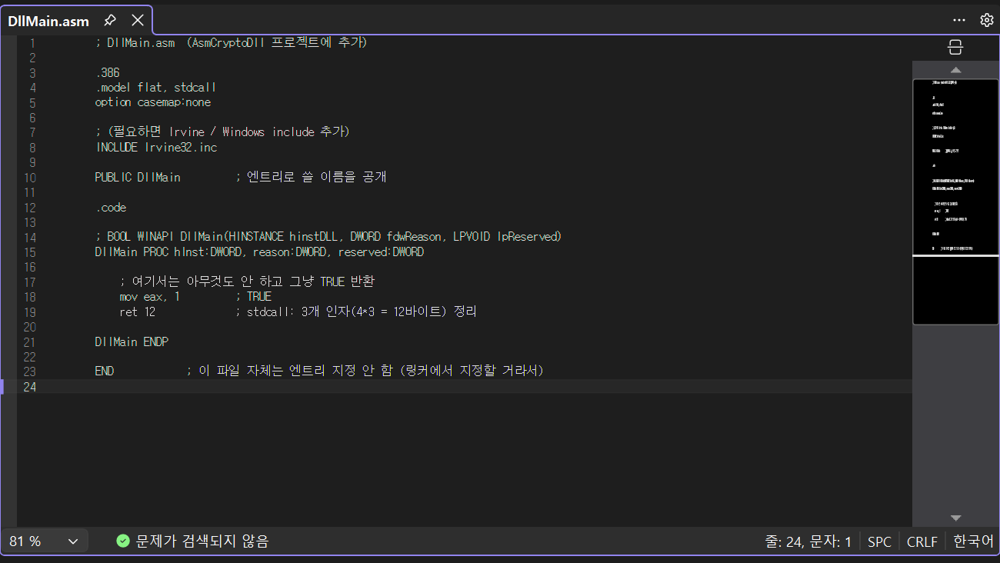 DllMain.asm
1 ; DllMain.asm (AsmCryptoDll 프로젝트에 추가)
2
3 .386
4 .model flat, stdcall
5 option casemap:none
6
7 ; (필요하면 Irvine / Windows include 추가)
8 INCLUDE Irvine32.inc
9
10 PUBLIC DllMain ; 엔트리로 쓸 이름을 공개
11
12 .code
13
14 ; BOOL WINAPI DllMain(HINSTANCE hinstDLL, DWORD fdwReason, LPVOID lpReserved)
15 DllMain PROC hInst:DWORD, reason:DWORD, reserved:DWORD
16
17 ; 여기서는 아무것도 안 하고 그냥 TRUE 반환
18 mov eax, 1 ; TRUE
19 ret 12 ; stdcall: 3개 인자(4*3 = 12바이트) 정리
20
21 DllMain ENDP
22
23 END ; 이 파일 자체는 엔트리 지정 안 함 (링커에서 지정할 거라서)
24
81 % 문제가 검색되지 않음 줄: 24, 문자: 1 SPC CRLF 한국어